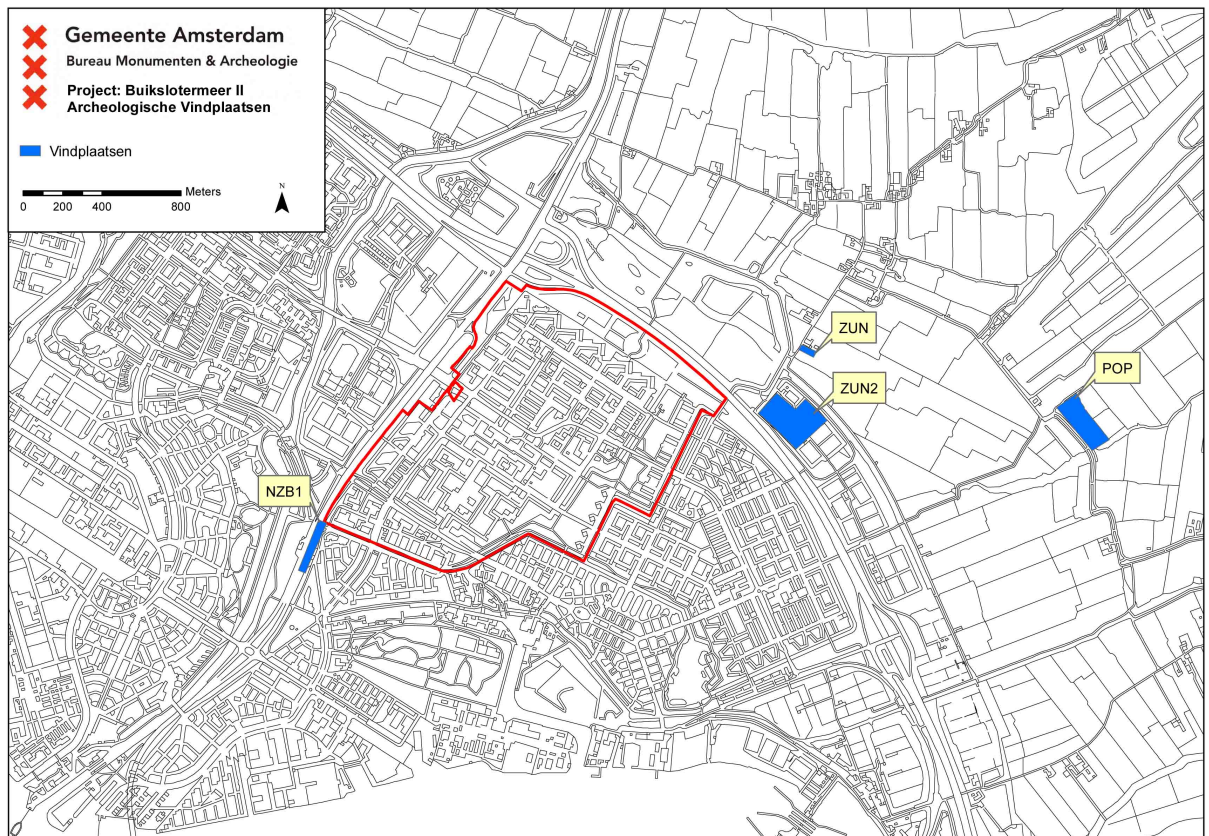 Gemeente Amsterdam
Bureau Monumenten & Archeologie
Project: Buikslotermeer II
Archeologische Vindplaatsen
Vindplaatsen
Meters
0 200 400 800
N
ZUN
ZUN2
POP
NZB1